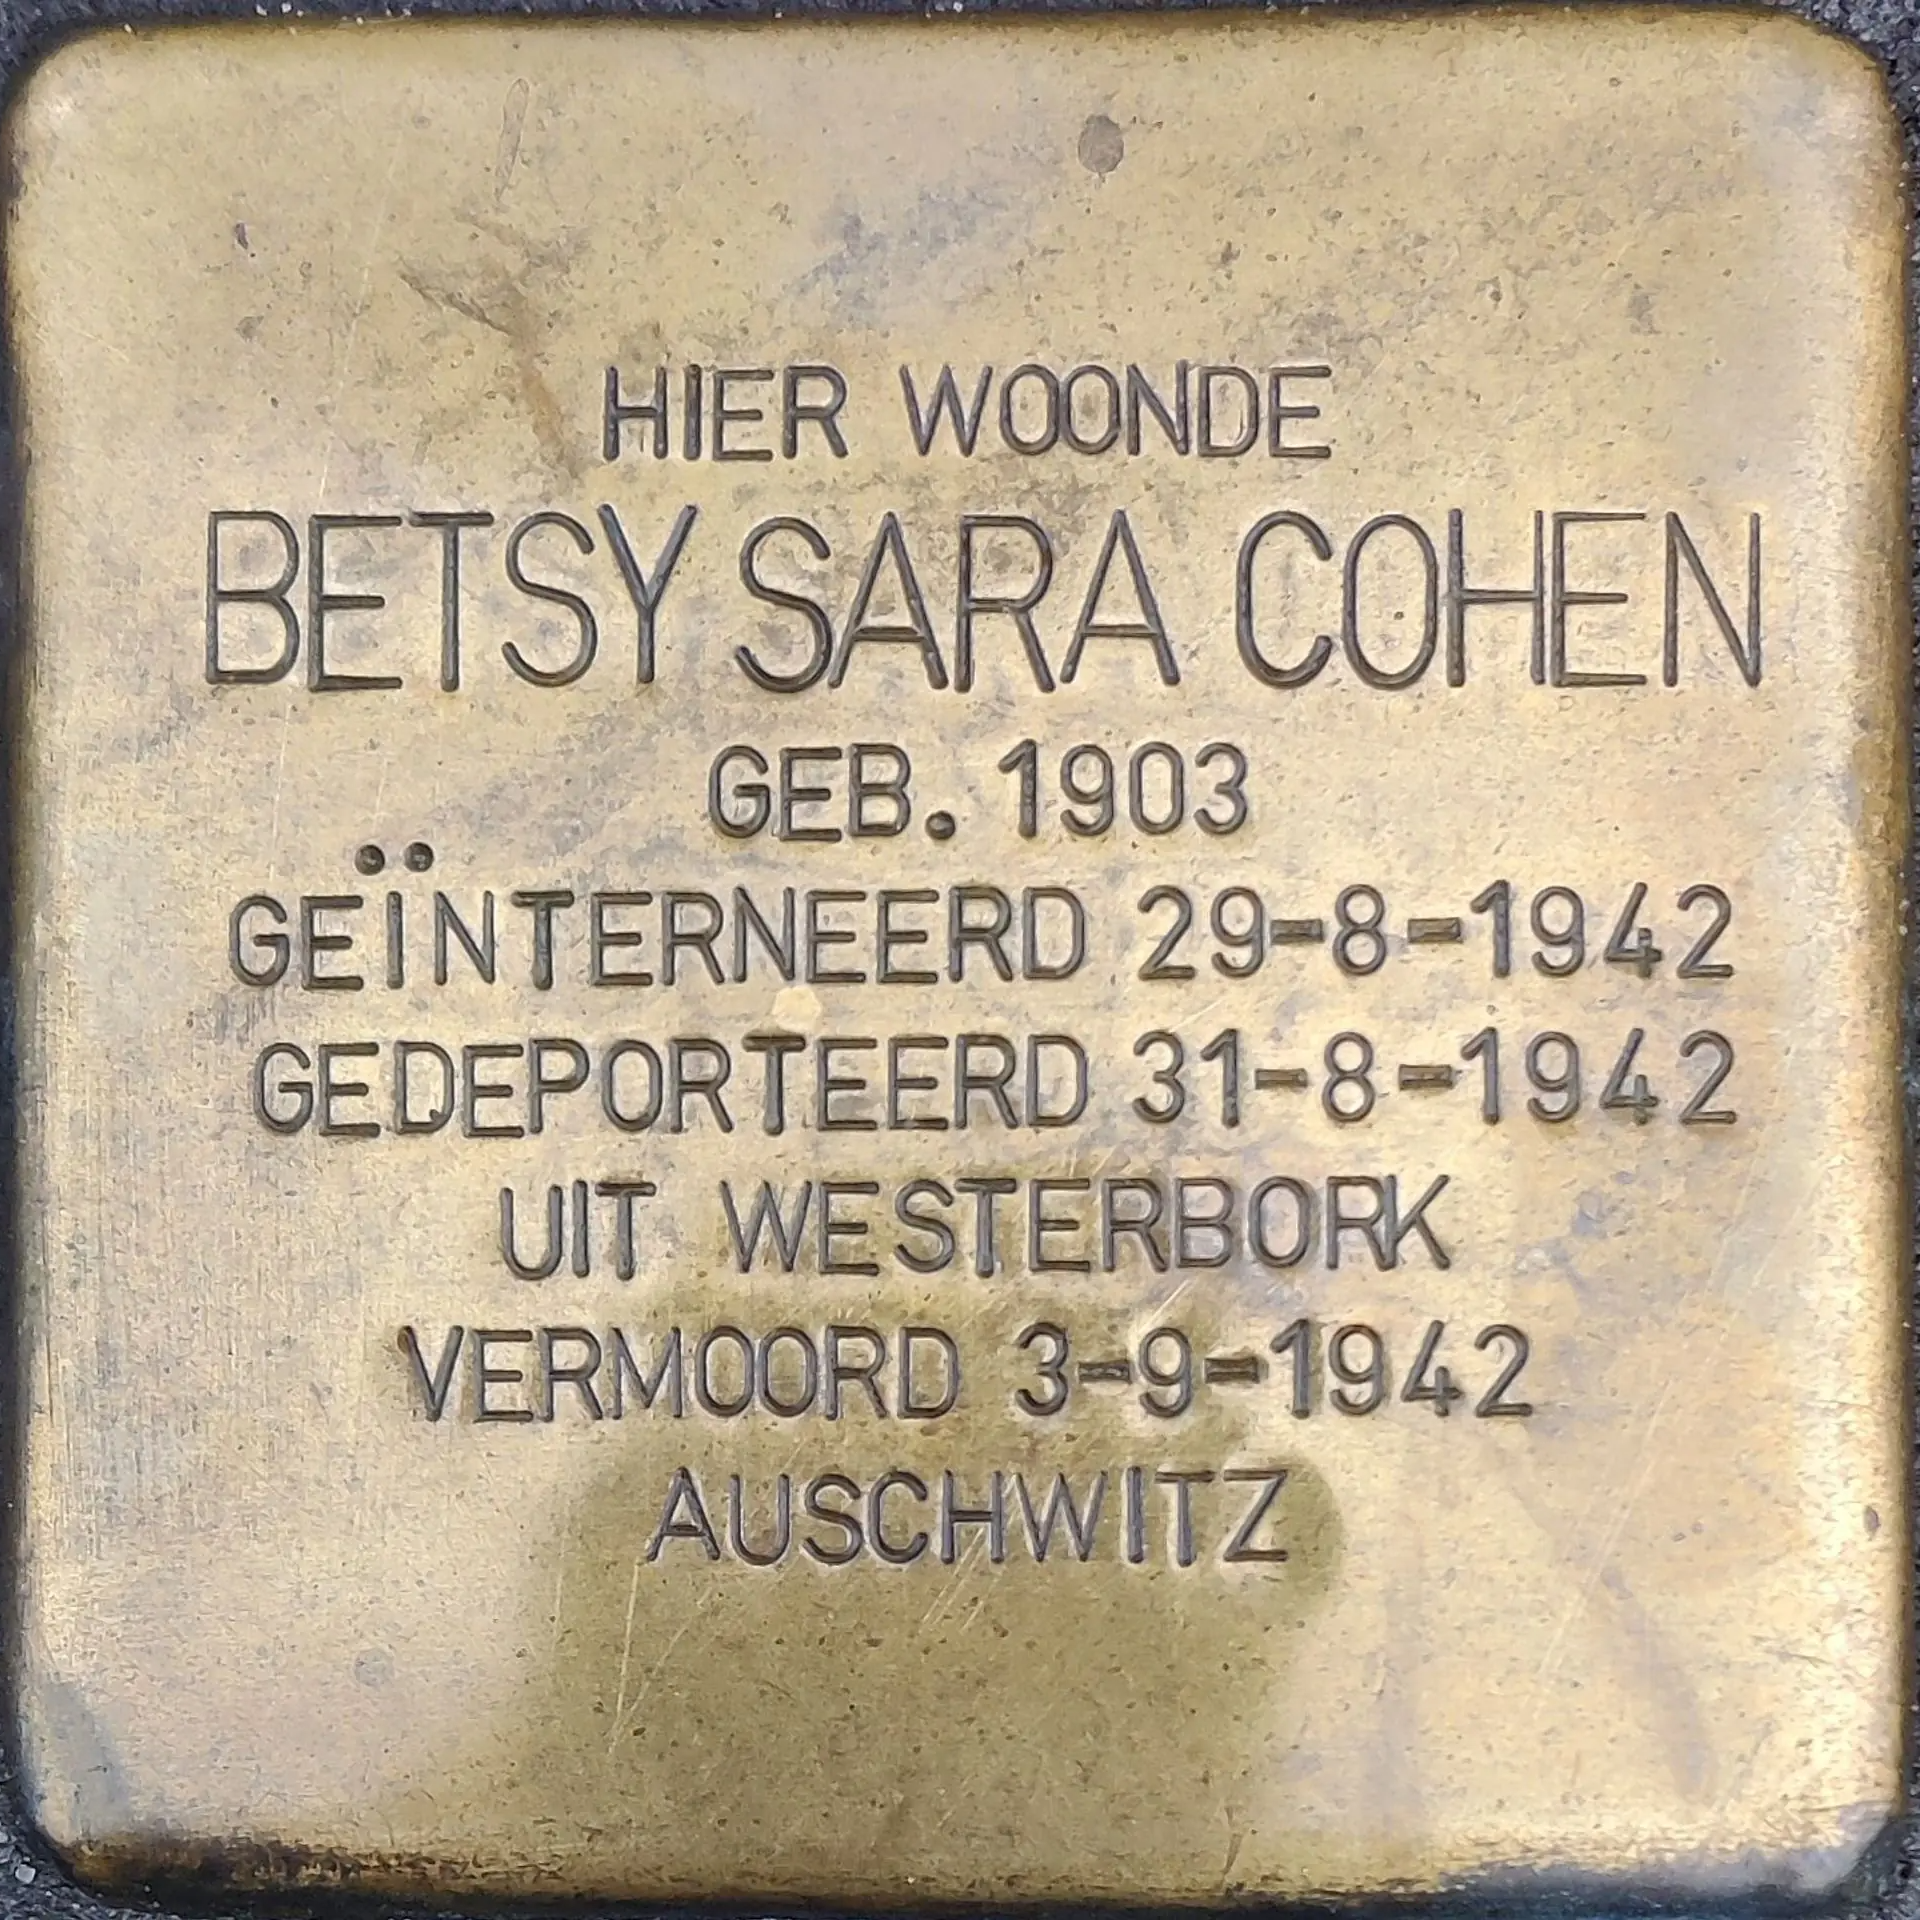 HIER WOONDE
BETSY SARA COHEN
GEB. 1903
GEÏNTERNEERD 29-8-1942
GEDEPORTEERD 31-8-1942
UIT WESTERBORK
VERMOORD 3-9-1942
AUSCHWITZ